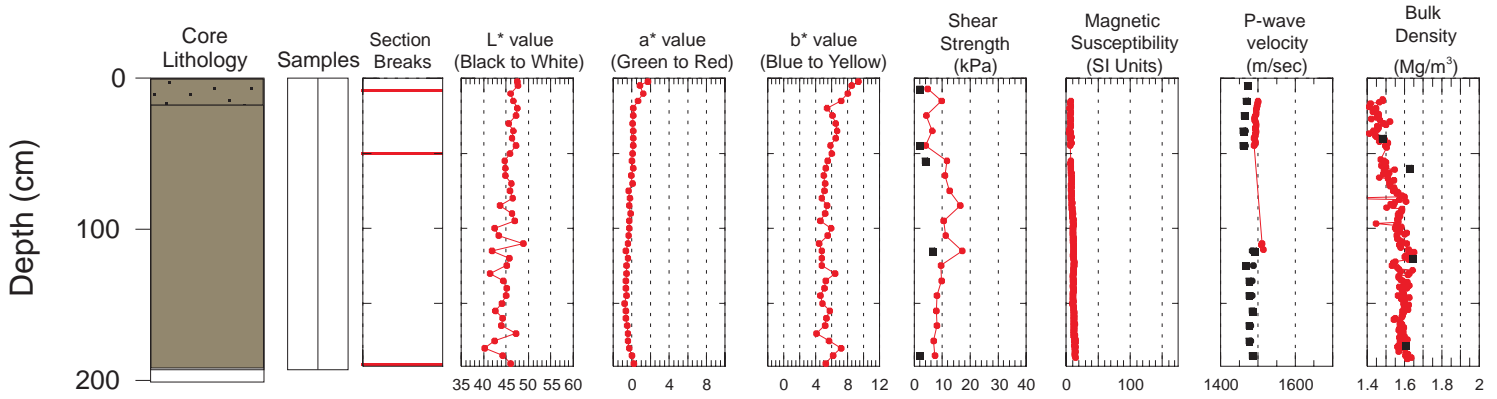 Core
Lithology
Samples
Section
Breaks
L* value
(Black to White)
a* value
(Green to Red)
b* value
(Blue to Yellow)
Shear
Strength
(kPa)
Magnetic
Susceptibility
(SI Units)
P-wave
velocity
(m/sec)
Bulk
Density
(Mg/m³)
Depth (cm)
0
100
200
35 40 45 50 55 60
0 4 8
0 4 8 12
0 10 20 30 40
0 100
1400 1600
1.4 1.6 1.8 2